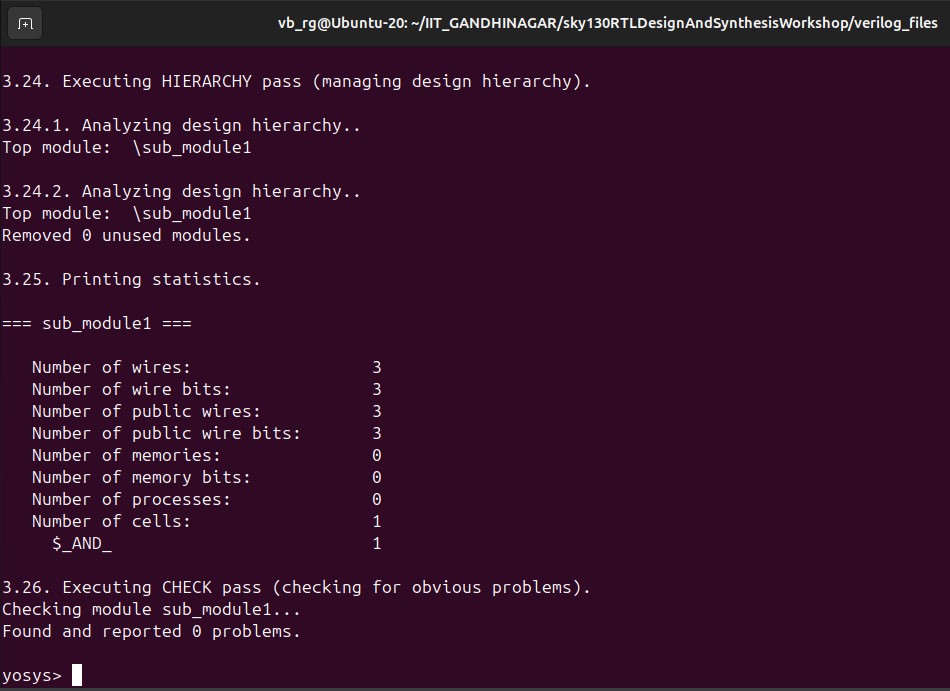 vb_rg@Ubuntu-20: ~/IIT_GANDHINAGAR/sky130RTLDesignAndSynthesisWorkshop/verilog_files
3.24. Executing HIERARCHY pass (managing design hierarchy).
3.24.1. Analyzing design hierarchy..
Top module:  \sub_module1
3.24.2. Analyzing design hierarchy..
Top module:  \sub_module1
Removed 0 unused modules.
3.25. Printing statistics.
=== sub_module1 ===
Number of wires: 3
Number of wire bits: 3
Number of public wires: 3
Number of public wire bits: 3
Number of memories: 0
Number of memory bits: 0
Number of processes: 0
Number of cells: 1
$_AND_ 1
3.26. Executing CHECK pass (checking for obvious problems).
Checking module sub_module1...
Found and reported 0 problems.
yosys>